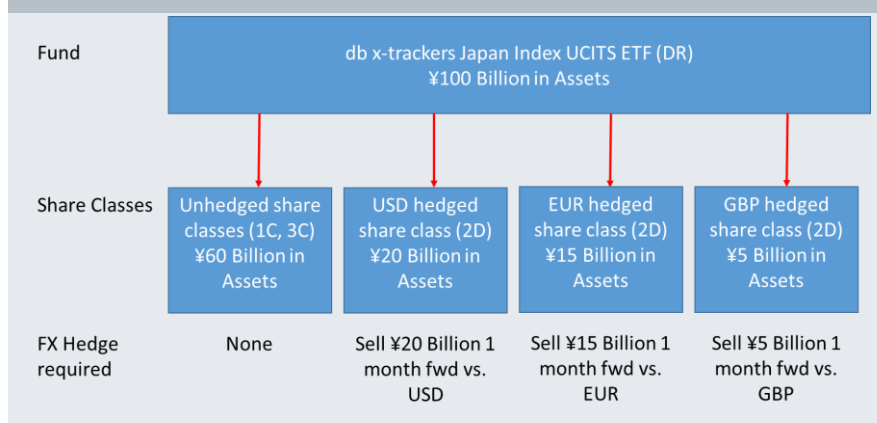 Fund
db x-trackers Japan Index UCITS ETF (DR)
¥100 Billion in Assets
Share Classes
Unhedged share
classes (1C, 3C)
¥60 Billion in
Assets
USD hedged
share class (2D)
¥20 Billion in
Assets
EUR hedged
share class (2D)
¥15 Billion in
Assets
GBP hedged
share class (2D)
¥5 Billion in
Assets
FX Hedge
required
None
Sell ¥20 Billion 1
month fwd vs.
USD
Sell ¥15 Billion 1
month fwd vs.
EUR
Sell ¥5 Billion 1
month fwd vs.
GBP